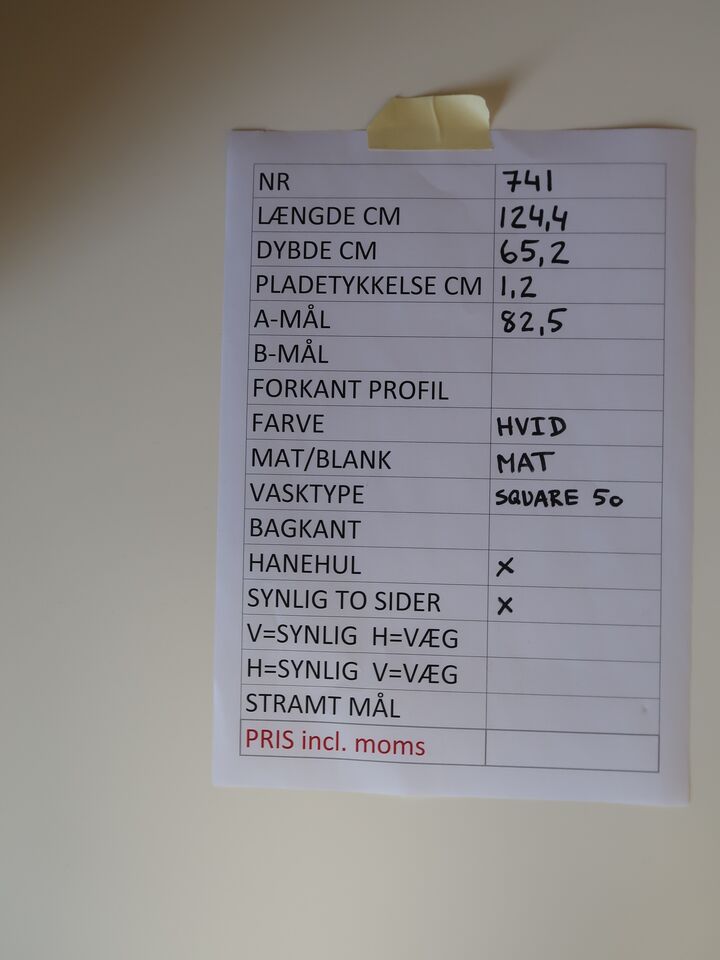 NR 741
LÆNGDE CM 124,4
DYBDE CM 65,2
PLADETYKKELSE CM 1,2
A-MÅL 82,5
B-MÅL
FORKANT PROFIL
FARVE HVID
MAT/BLANK MAT
VASKTYPE SQUARE 50
BAGKANT
HANEHUL X
SYNLIG TO SIDER X
V=SYNLIG H=VÆG
H=SYNLIG V=VÆG
STRAMT MÅL
PRIS incl. moms